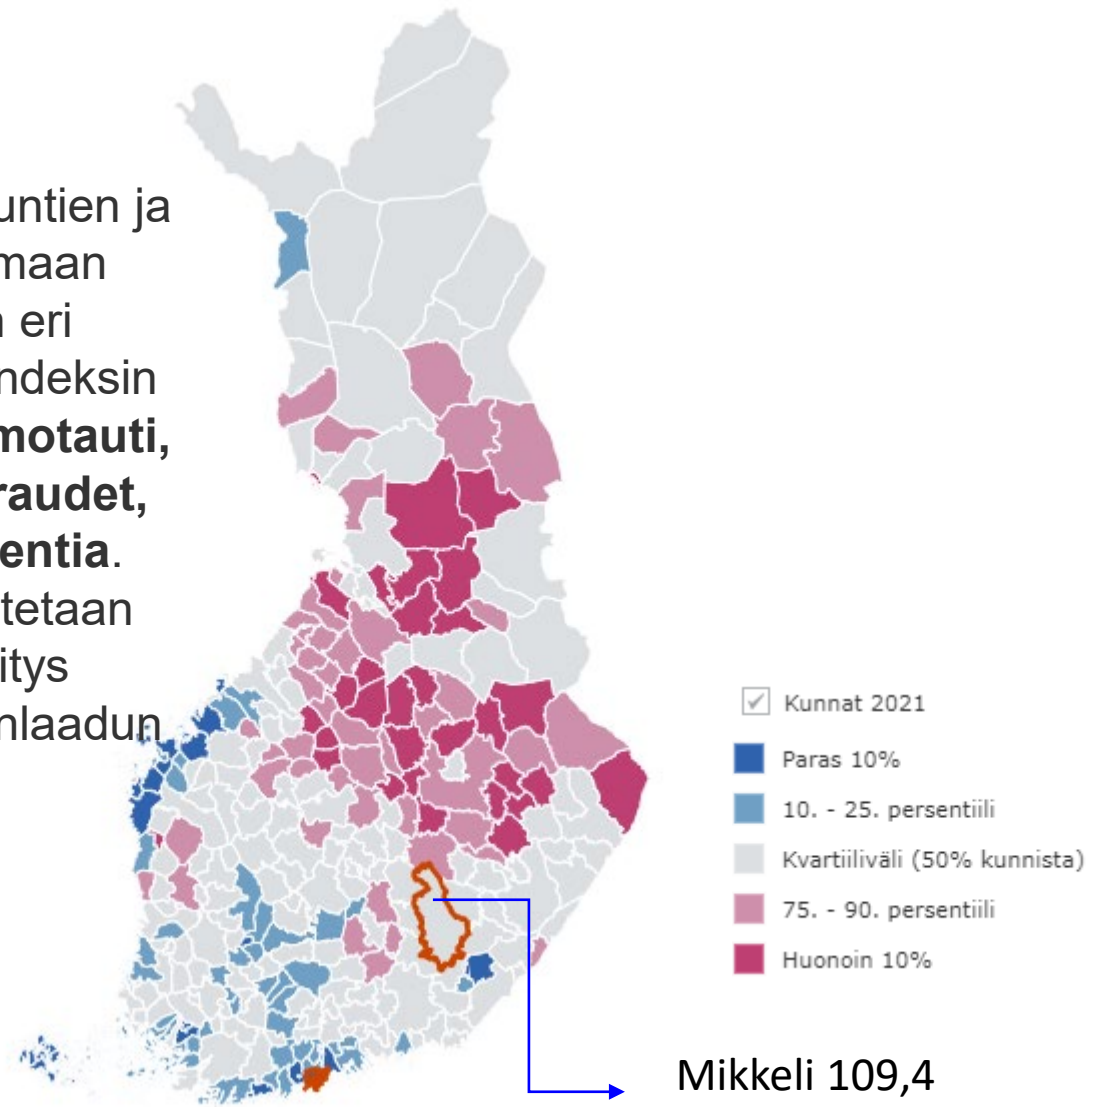 untien ja
maan
eri
ndeksin
motauti,
raudet,
entia.
tetaan
itys
nlaadun
Kunnat 2021
Paras 10%
10. - 25. persentiili
Kvartiiliväli (50% kunnista)
75. - 90. persentiili
Huonoin 10%
Mikkeli 109,4